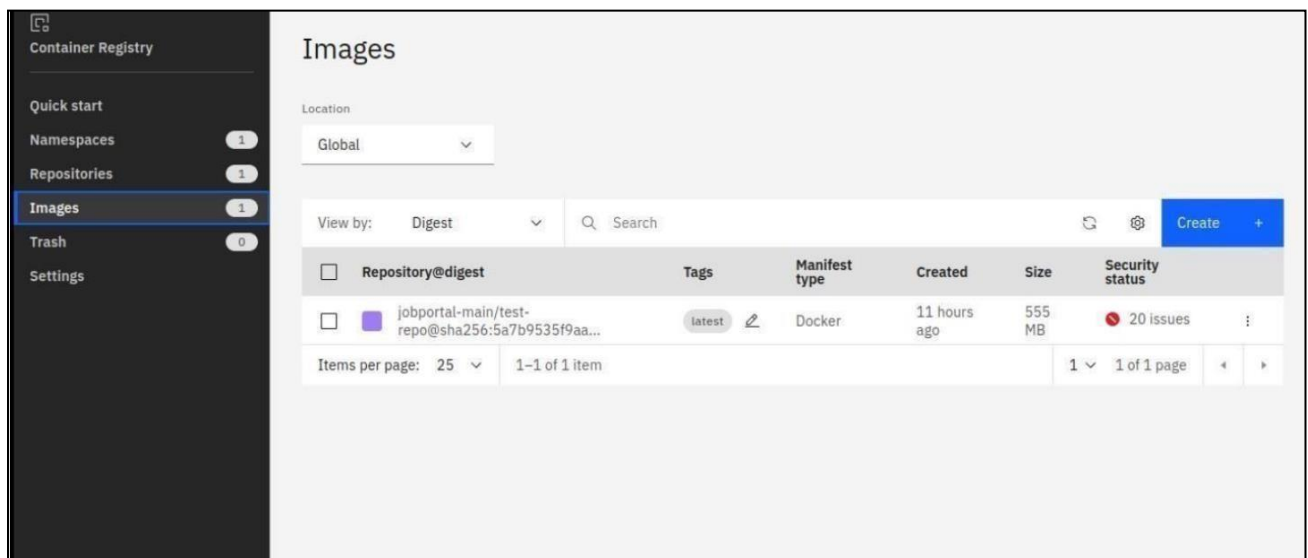 Container Registry
Quick start
Namespaces 1
Repositories 1
Images 1
Trash 0
Settings
Images
Location
Global
View by: Digest Search Create +
Repository@digest Tags Manifest type Created Size Security status
jobportal-main/test-
repo@sha256:5a7b9535f9aa... latest Docker 11 hours ago 555 MB 20 issues
Items per page: 25 1–1 of 1 item 1 1 of 1 page